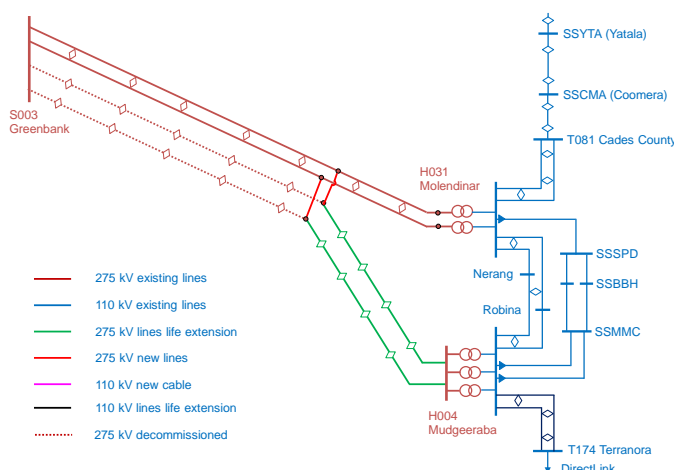 SSYTA (Yatala)
SSCMA (Coomera)
S003
Greenbank
T081 Cades County
H031
Molendinar
SSSPD
Nerang
SSBBH
275 kV existing lines
110 kV existing lines
Robina
275 kV lines life extension
SSMMC
275 kV new lines
110 kV new cable
110 kV lines life extension
H004
Mudgeeraba
275 kV decommissioned
T174 Terranora
DirectLink